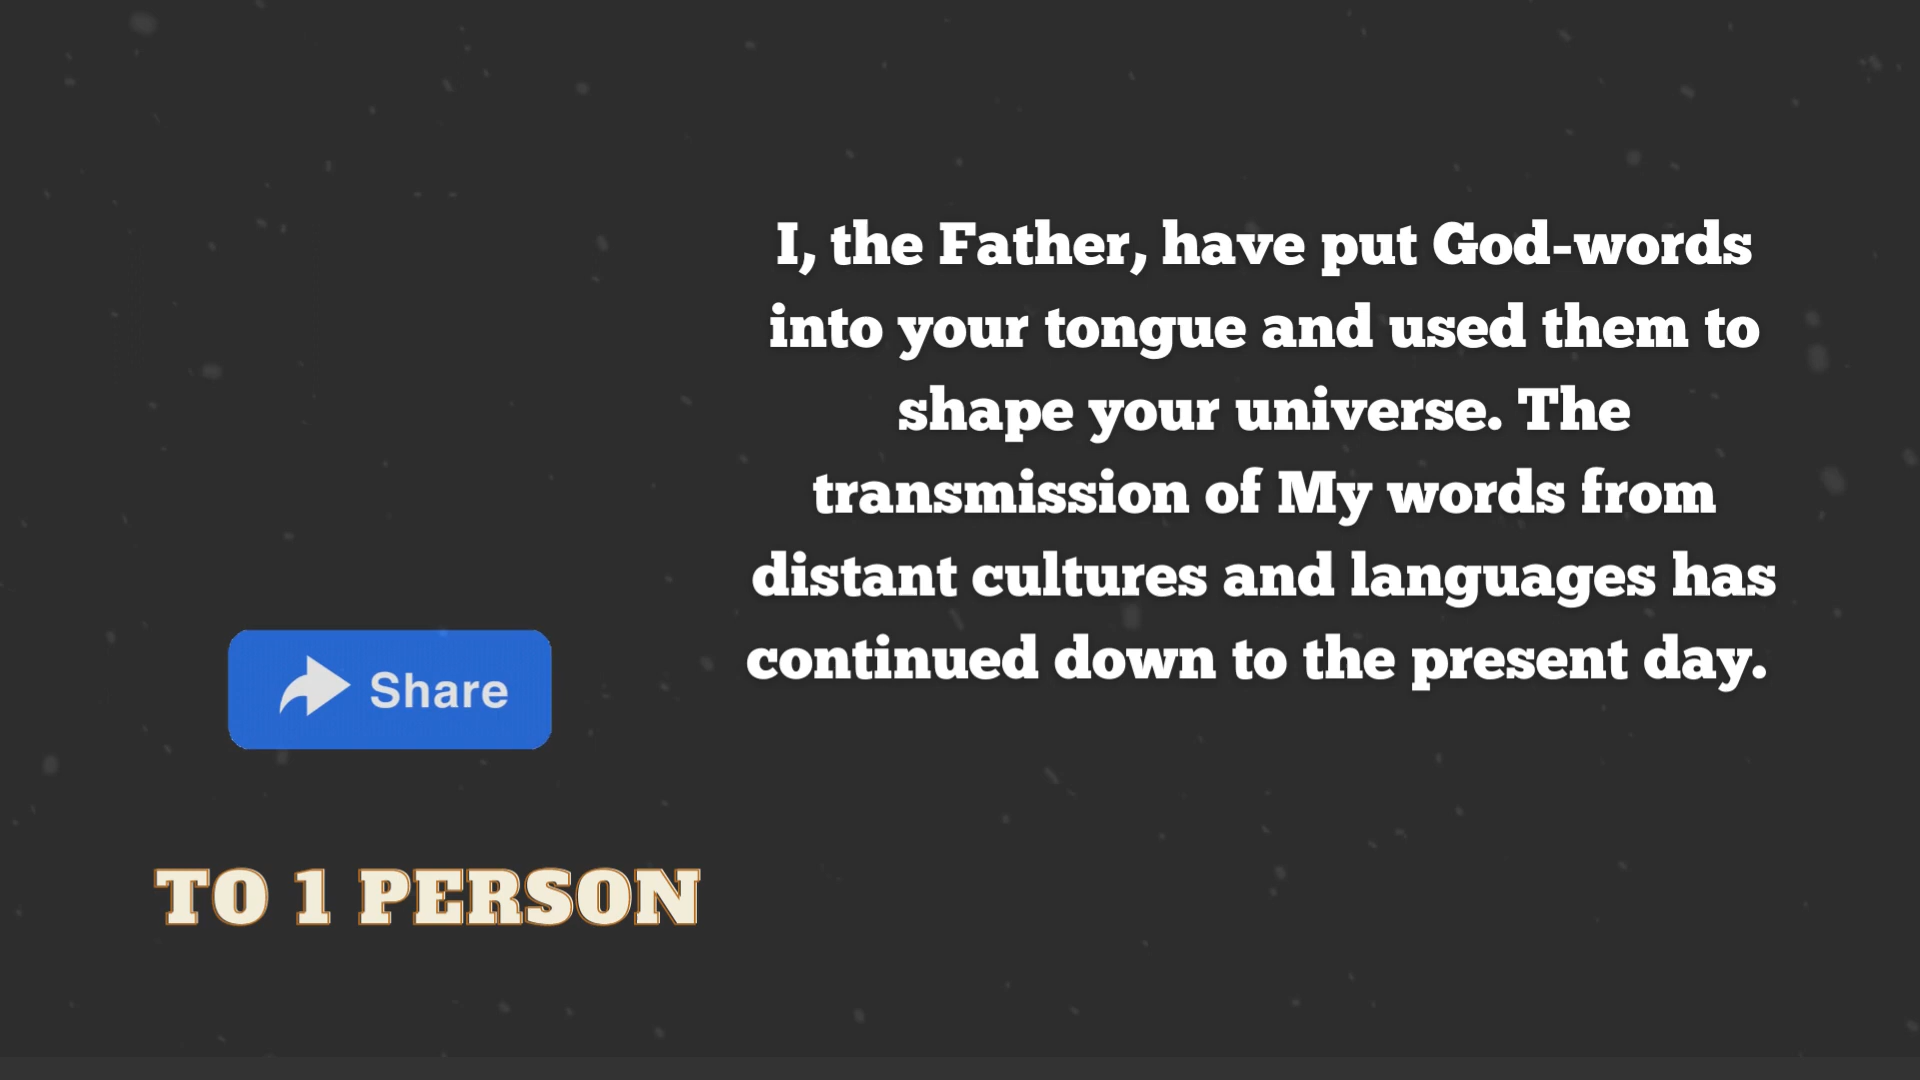 I, the Father, have put God-words
into your tongue and used them to
shape your universe. The
transmission of My words from
distant cultures and languages has
continued down to the present day.
Share
TO 1 PERSON